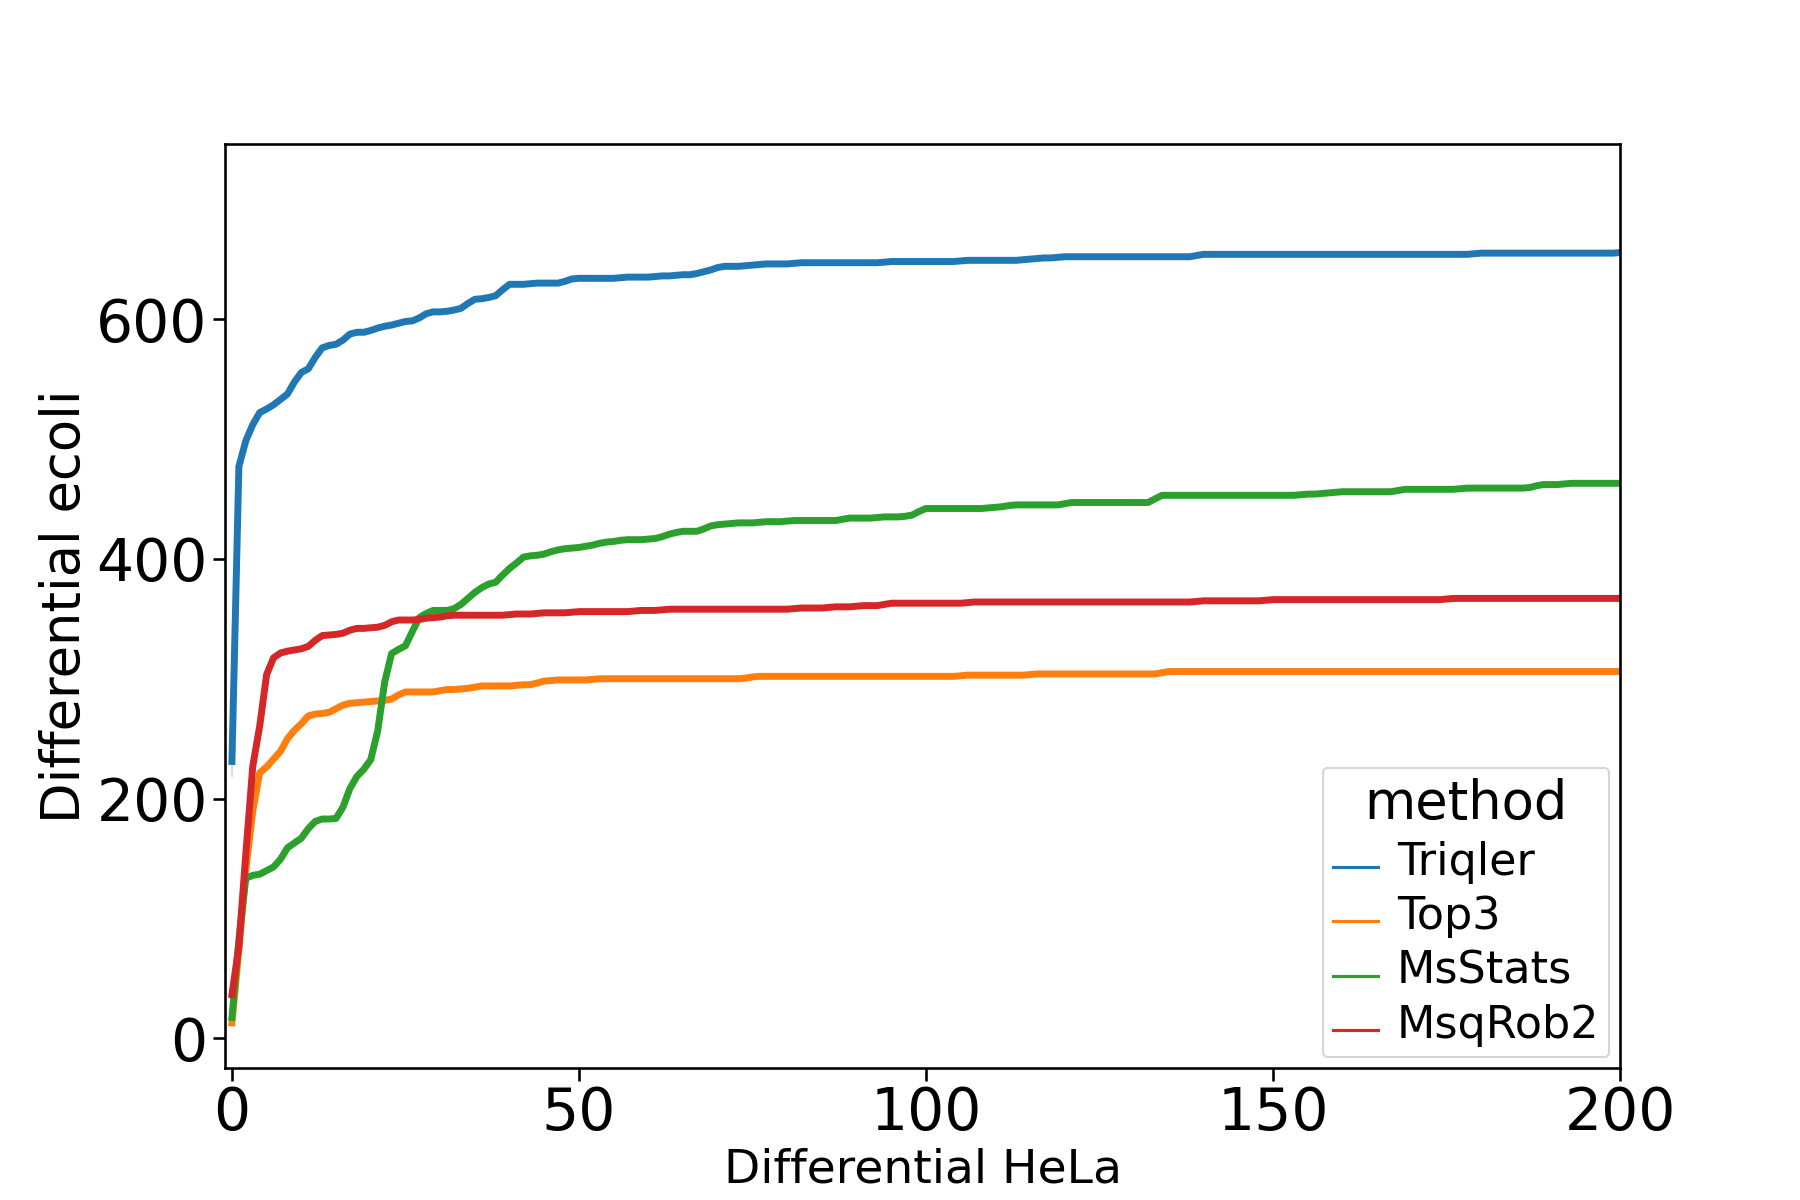 600
400
200
0
Differential ecoli
0 50 100 150 200
Differential HeLa
method
Triqler
Top3
MsStats
MsqRob2